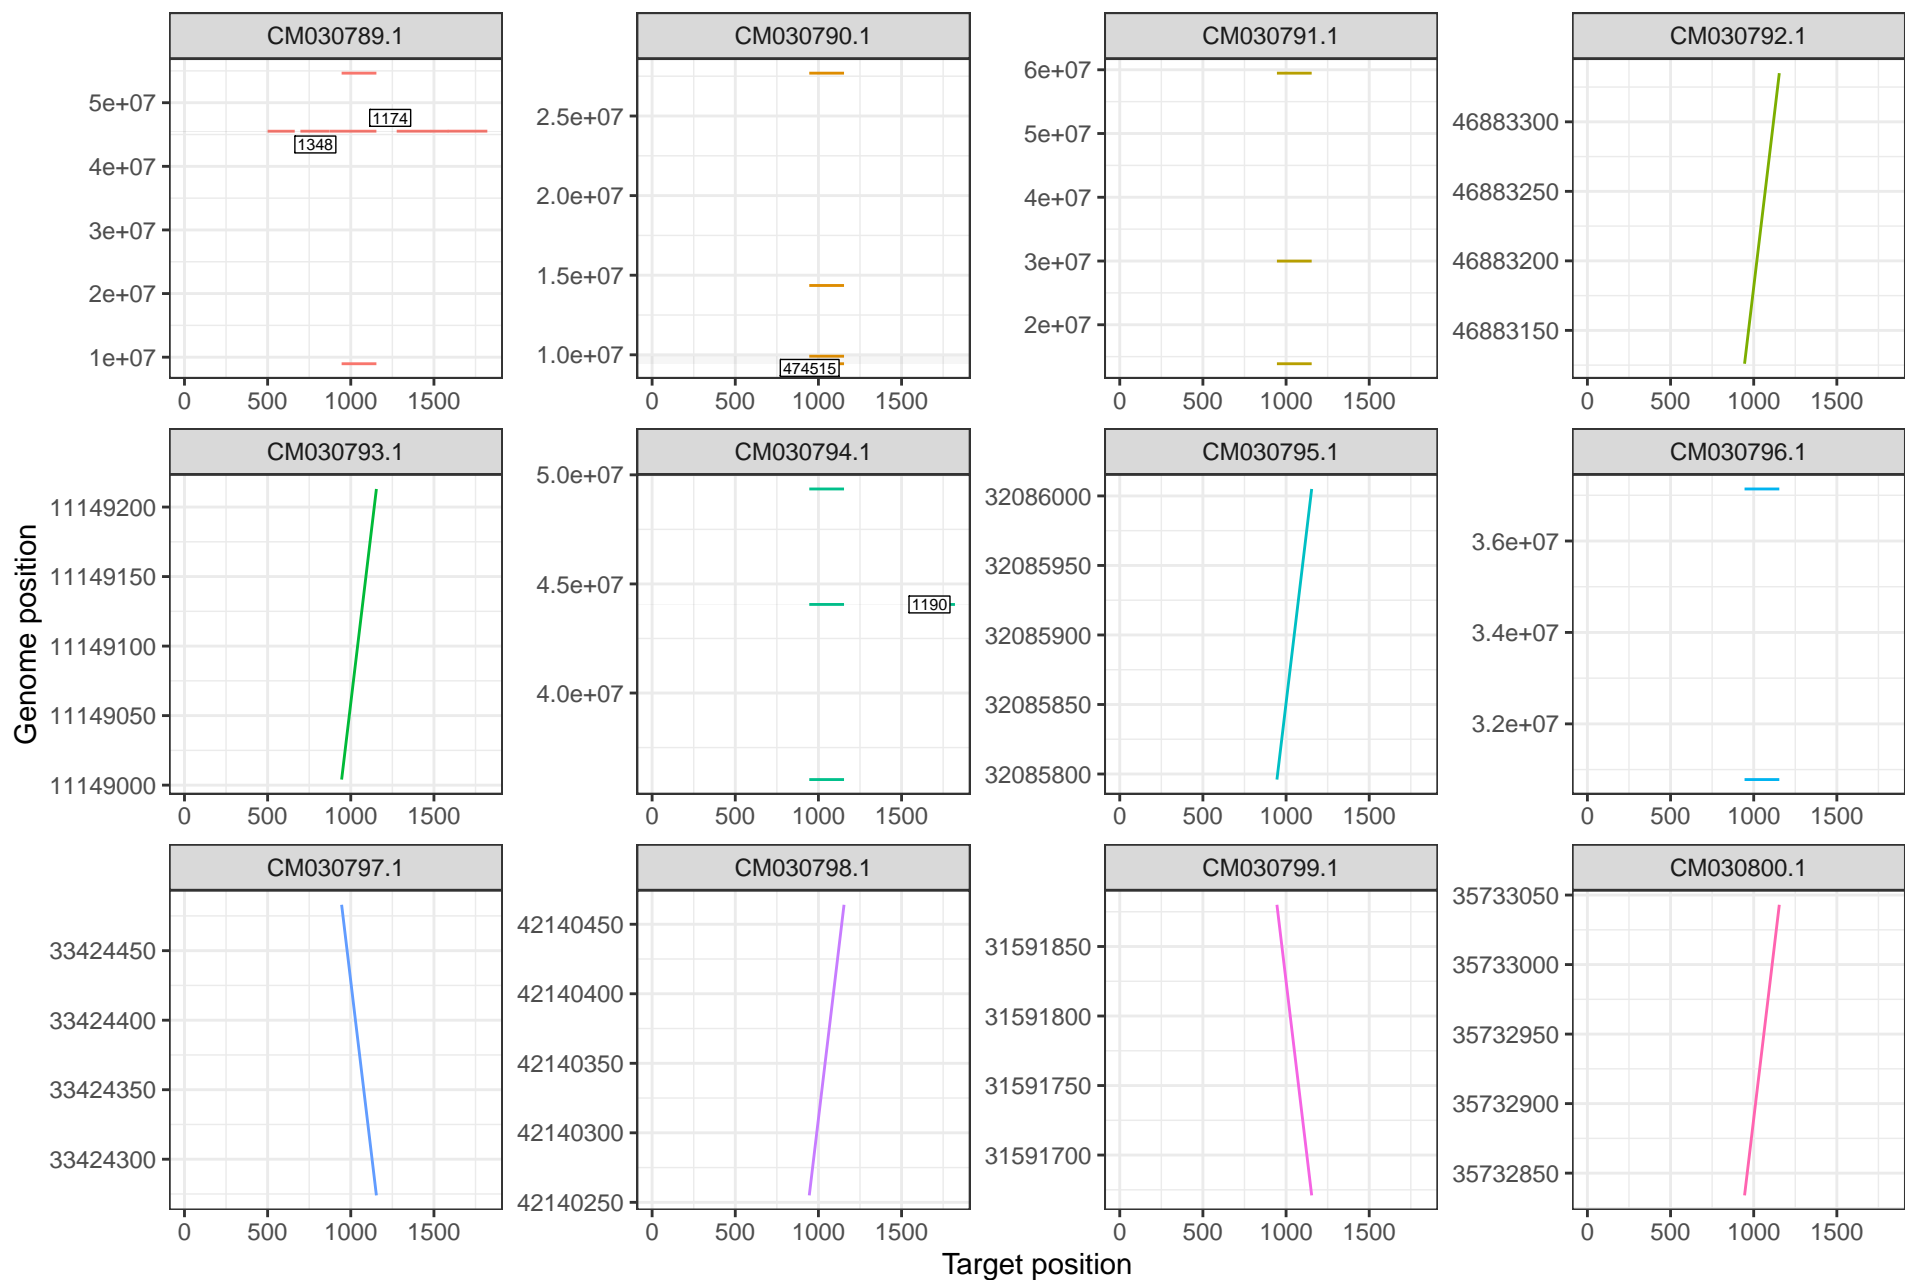 CM030789.1 CM030790.1 CM030791.1 CM030792.1
5e+07
4e+07
3e+07
2e+07
1e+07
1174
1348
0 500 1000 1500
2.5e+07
2.0e+07
1.5e+07
1.0e+07
474515
0 500 1000 1500
6e+07
5e+07
4e+07
3e+07
2e+07
0 500 1000 1500
46883300
46883250
46883200
46883150
0 500 1000 1500
CM030793.1 CM030794.1 CM030795.1 CM030796.1
Genome position
11149200
11149150
11149100
11149050
11149000
0 500 1000 1500
5.0e+07
4.5e+07
4.0e+07
1190
0 500 1000 1500
32086000
32085950
32085900
32085850
32085800
0 500 1000 1500
3.6e+07
3.4e+07
3.2e+07
0 500 1000 1500
CM030797.1 CM030798.1 CM030799.1 CM030800.1
33424450
33424400
33424350
33424300
0 500 1000 1500
42140450
42140400
42140350
42140300
42140250
0 500 1000 1500
31591850
31591800
31591750
31591700
0 500 1000 1500
35733050
35733000
35732950
35732900
35732850
0 500 1000 1500
Target position